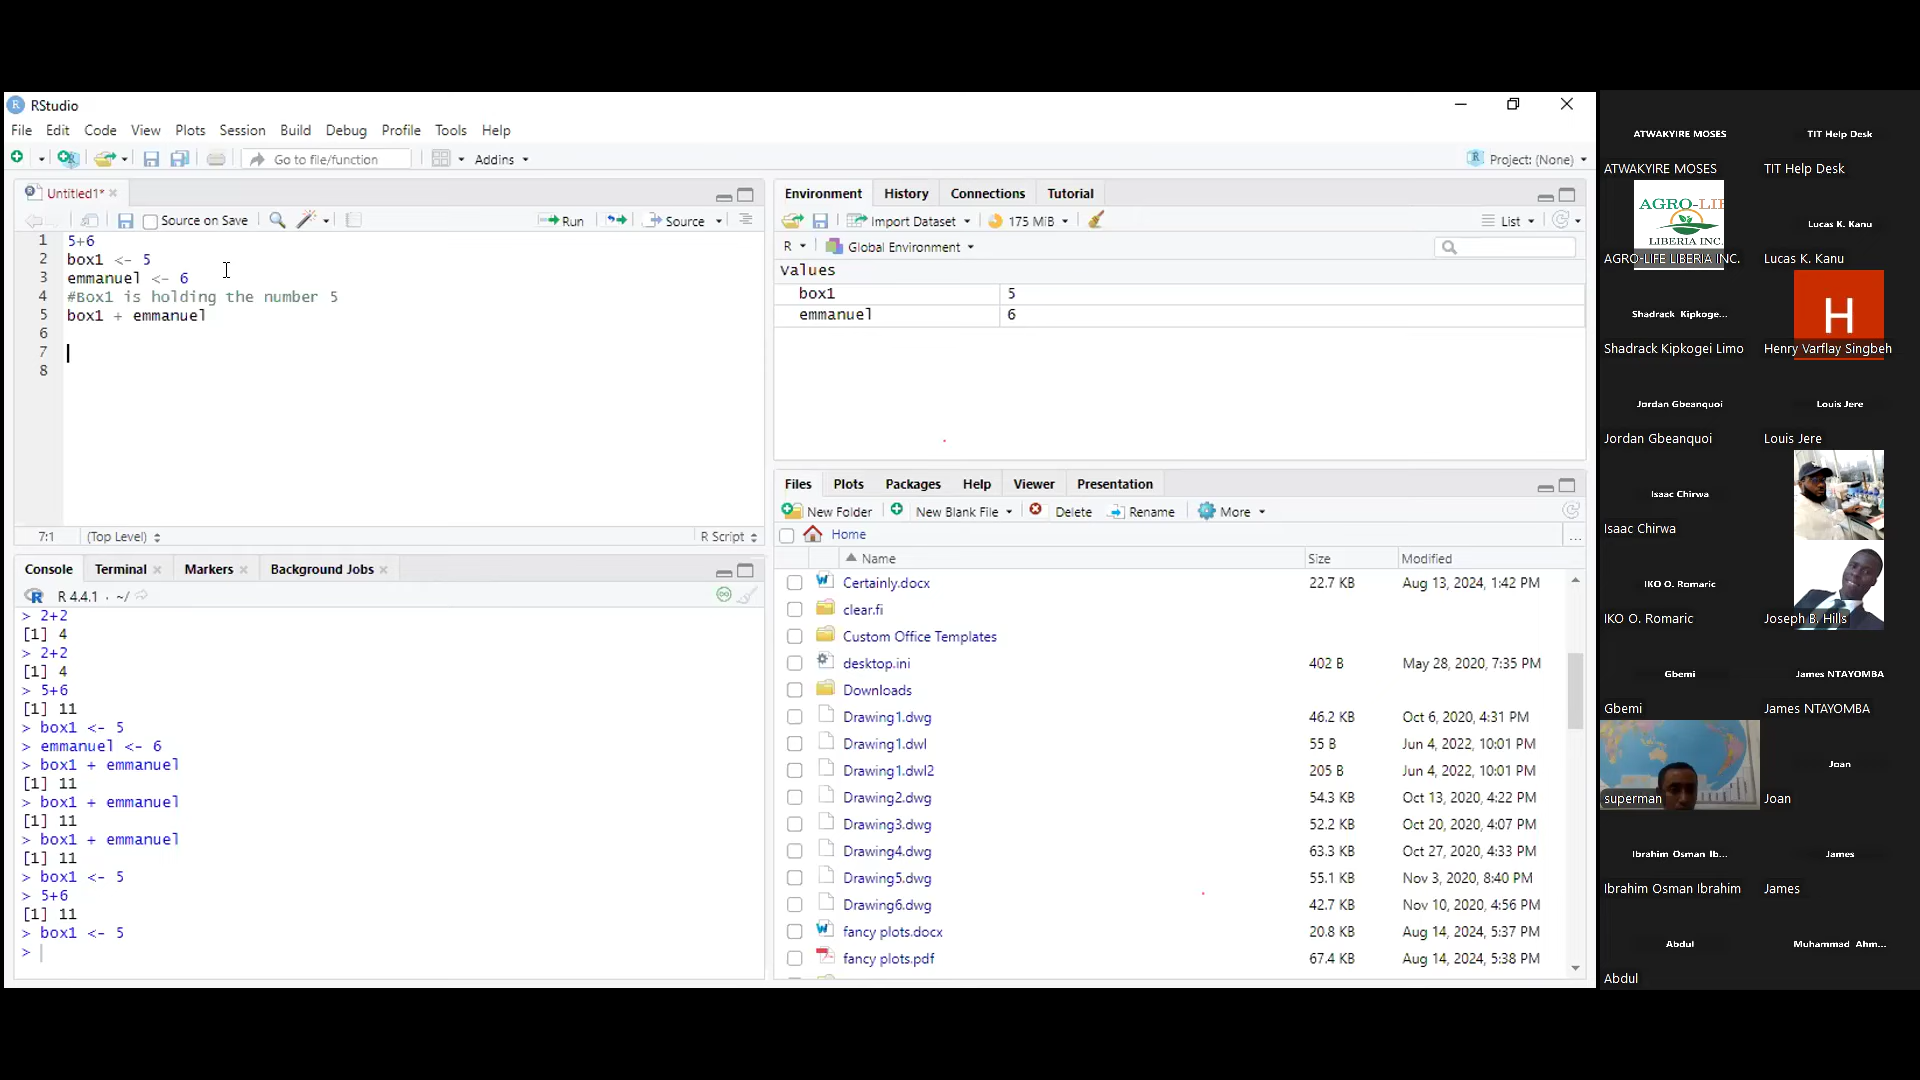 RStudio
File Edit Code View Plots Session Build Debug Profile Tools Help
Go to file/function Addins Project: (None)
Untitled1*
Source on Save Run Source
1 5+6
2 box1 <- 5
3 emmanuel <- 6
4 #Box1 is holding the number 5
5 box1 + emmanuel
6
7
8
7:1 (Top Level) R Script
Console Terminal Markers Background Jobs
R 4.4.1 · ~/
> 2+2
[1] 4
> 2+2
[1] 4
> 5+6
[1] 11
> box1 <- 5
> emmanuel <- 6
> box1 + emmanuel
[1] 11
> box1 + emmanuel
[1] 11
> box1 + emmanuel
[1] 11
> box1 <- 5
> 5+6
[1] 11
> box1 <- 5
>
Environment History Connections Tutorial
Import Dataset 175 MiB List
R Global Environment
Values
box1 5
emmanuel 6
Files Plots Packages Help Viewer Presentation
New Folder New Blank File Delete Rename More
Home ...
Name Size Modified
Certainly.docx 22.7 KB Aug 13, 2024, 1:42 PM
clear.fi
Custom Office Templates
desktop.ini 402 B May 28, 2020, 7:35 PM
Downloads
Drawing1.dwg 46.2 KB Oct 6, 2020, 4:31 PM
Drawing1.dwl 55 B Jun 4, 2022, 10:01 PM
Drawing1.dwl2 205 B Jun 4, 2022, 10:01 PM
Drawing2.dwg 54.3 KB Oct 13, 2020, 4:22 PM
Drawing3.dwg 52.2 KB Oct 20, 2020, 4:07 PM
Drawing4.dwg 63.3 KB Oct 27, 2020, 4:33 PM
Drawing5.dwg 55.1 KB Nov 3, 2020, 8:40 PM
Drawing6.dwg 42.7 KB Nov 10, 2020, 4:56 PM
fancy plots.docx 20.8 KB Aug 14, 2024, 5:37 PM
fancy plots.pdf 67.4 KB Aug 14, 2024, 5:38 PM
ATWAKYIRE MOSES TIT Help Desk
ATWAKYIRE MOSES TIT Help Desk
AGRO-LIF
LIBERIA INC.
Lucas K. Kanu
AGRO-LIFE LIBERIA INC. Lucas K. Kanu
Shadrack Kipkoge... H
Shadrack Kipkogei Limo Henry Varflay Singbeh
Jordan Gbeanquoi Louis Jere
Jordan Gbeanquoi Louis Jere
Isaac Chirwa
Isaac Chirwa
IKO O. Romaric
IKO O. Romaric Joseph B. Hills
Gbemi James NTAYOMBA
Gbemi James NTAYOMBA
Joan
superman Joan
Ibrahim Osman Ib... James
Ibrahim Osman Ibrahim James
Abdul Muhammad Ahm...
Abdul